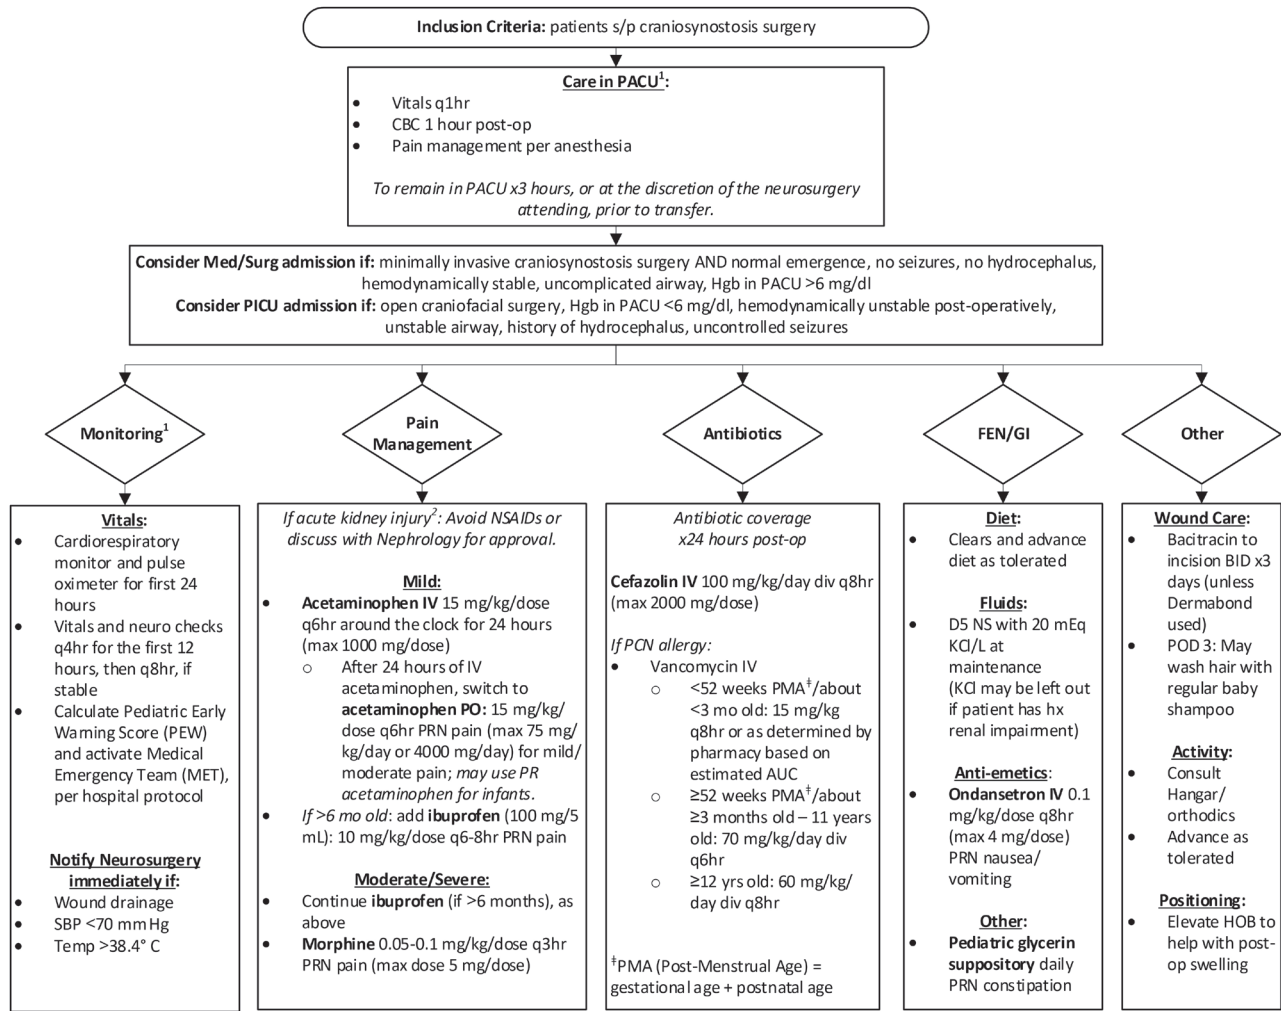 Inclusion Criteria: patients s/p craniosynostosis surgery
Care in PACU¹:
• Vitals q1hr
• CBC 1 hour post-op
• Pain management per anesthesia
To remain in PACU x3 hours, or at the discretion of the neurosurgery
attending, prior to transfer.
Consider Med/Surg admission if: minimally invasive craniosynostosis surgery AND normal emergence, no seizures, no hydrocephalus,
hemodynamically stable, uncomplicated airway, Hgb in PACU >6 mg/dl
Consider PICU admission if: open craniofacial surgery, Hgb in PACU <6 mg/dl, hemodynamically unstable post-operatively,
unstable airway, history of hydrocephalus, uncontrolled seizures
Monitoring¹
Pain
Management
Antibiotics
FEN/GI
Other
Vitals:
• Cardiorespiratory
monitor and pulse
oximeter for first 24
hours
• Vitals and neuro checks
q4hr for the first 12
hours, then q8hr, if
stable
• Calculate Pediatric Early
Warning Score (PEW)
and activate Medical
Emergency Team (MET),
per hospital protocol
Notify Neurosurgery
immediately if:
• Wound drainage
• SBP <70 mmHg
• Temp >38.4° C
If acute kidney injury²: Avoid NSAIDs or
discuss with Nephrology for approval.
Mild:
• Acetaminophen IV 15 mg/kg/dose
q6hr around the clock for 24 hours
(max 1000 mg/dose)
o After 24 hours of IV
acetaminophen, switch to
acetaminophen PO: 15 mg/kg/
dose q6hr PRN pain (max 75 mg/
kg/day or 4000 mg/day) for mild/
moderate pain; may use PR
acetaminophen for infants.
• If >6 mo old: add ibuprofen (100 mg/5
mL): 10 mg/kg/dose q6-8hr PRN pain
Moderate/Severe:
• Continue ibuprofen (if >6 months), as
above
• Morphine 0.05-0.1 mg/kg/dose q3hr
PRN pain (max dose 5 mg/dose)
Antibiotic coverage
x24 hours post-op
Cefazolin IV 100 mg/kg/day div q8hr
(max 2000 mg/dose)
If PCN allergy:
• Vancomycin IV
o <52 weeks PMA‡/about
<3 mo old: 15 mg/kg
q8hr or as determined by
pharmacy based on
estimated AUC
o ≥52 weeks PMA‡/about
≥3 months old – 11 years
old: 70 mg/kg/day div
q6hr
o ≥12 yrs old: 60 mg/kg/
day div q8hr
‡PMA (Post-Menstrual Age) =
gestational age + postnatal age
Diet:
• Clears and advance
diet as tolerated
Fluids:
• D5 NS with 20 mEq
KCl/L at
maintenance
(KCl may be left out
if patient has hx
renal impairment)
Anti-emetics:
• Ondansetron IV 0.1
mg/kg/dose q8hr
(max 4 mg/dose)
PRN nausea/
vomiting
Other:
• Pediatric glycerin
suppository daily
PRN constipation
Wound Care:
• Bacitracin to
incision BID x3
days (unless
Dermabond
used)
• POD 3: May
wash hair with
regular baby
shampoo
Activity:
• Consult
Hangar/
orthodics
• Advance as
tolerated
Positioning:
• Elevate HOB to
help with post-
op swelling